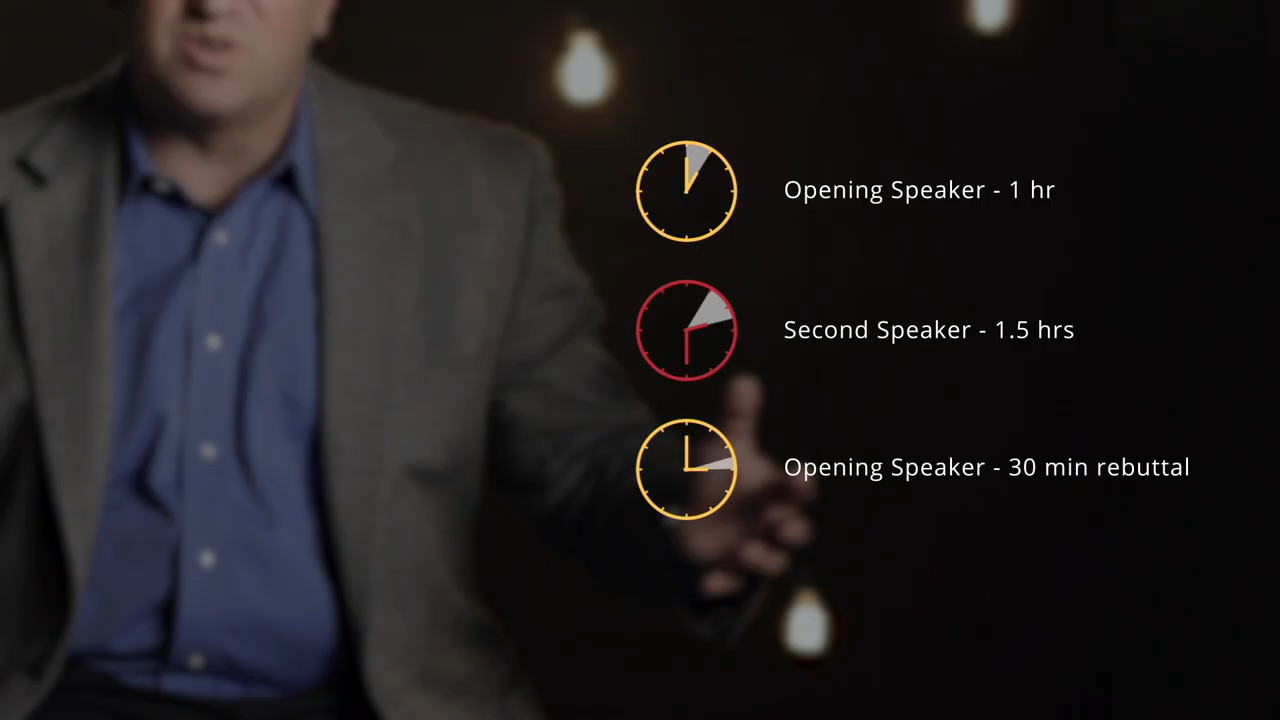 Opening Speaker - 1 hr
Second Speaker - 1.5 hrs
Opening Speaker - 30 min rebuttal